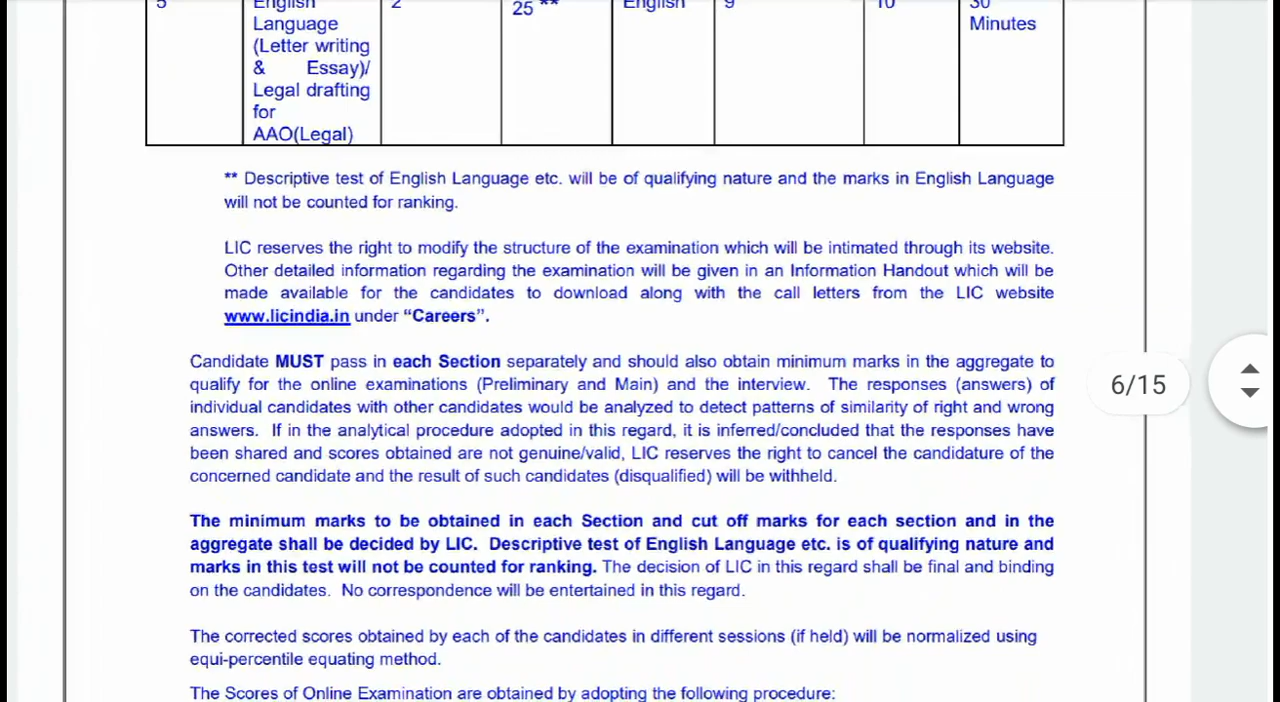 5 English 2 25 ** English 9 10 30
Language Minutes
(Letter writing
& Essay)/
Legal drafting
for
AAO(Legal)
** Descriptive test of English Language etc. will be of qualifying nature and the marks in English Language
will not be counted for ranking.
LIC reserves the right to modify the structure of the examination which will be intimated through its website.
Other detailed information regarding the examination will be given in an Information Handout which will be
made available for the candidates to download along with the call letters from the LIC website
www.licindia.in under “Careers”.
Candidate MUST pass in each Section separately and should also obtain minimum marks in the aggregate to
qualify for the online examinations (Preliminary and Main) and the interview. The responses (answers) of
individual candidates with other candidates would be analyzed to detect patterns of similarity of right and wrong
answers. If in the analytical procedure adopted in this regard, it is inferred/concluded that the responses have
been shared and scores obtained are not genuine/valid, LIC reserves the right to cancel the candidature of the
concerned candidate and the result of such candidates (disqualified) will be withheld.
6/15
The minimum marks to be obtained in each Section and cut off marks for each section and in the
aggregate shall be decided by LIC. Descriptive test of English Language etc. is of qualifying nature and
marks in this test will not be counted for ranking. The decision of LIC in this regard shall be final and binding
on the candidates. No correspondence will be entertained in this regard.
The corrected scores obtained by each of the candidates in different sessions (if held) will be normalized using
equi-percentile equating method.
The Scores of Online Examination are obtained by adopting the following procedure: